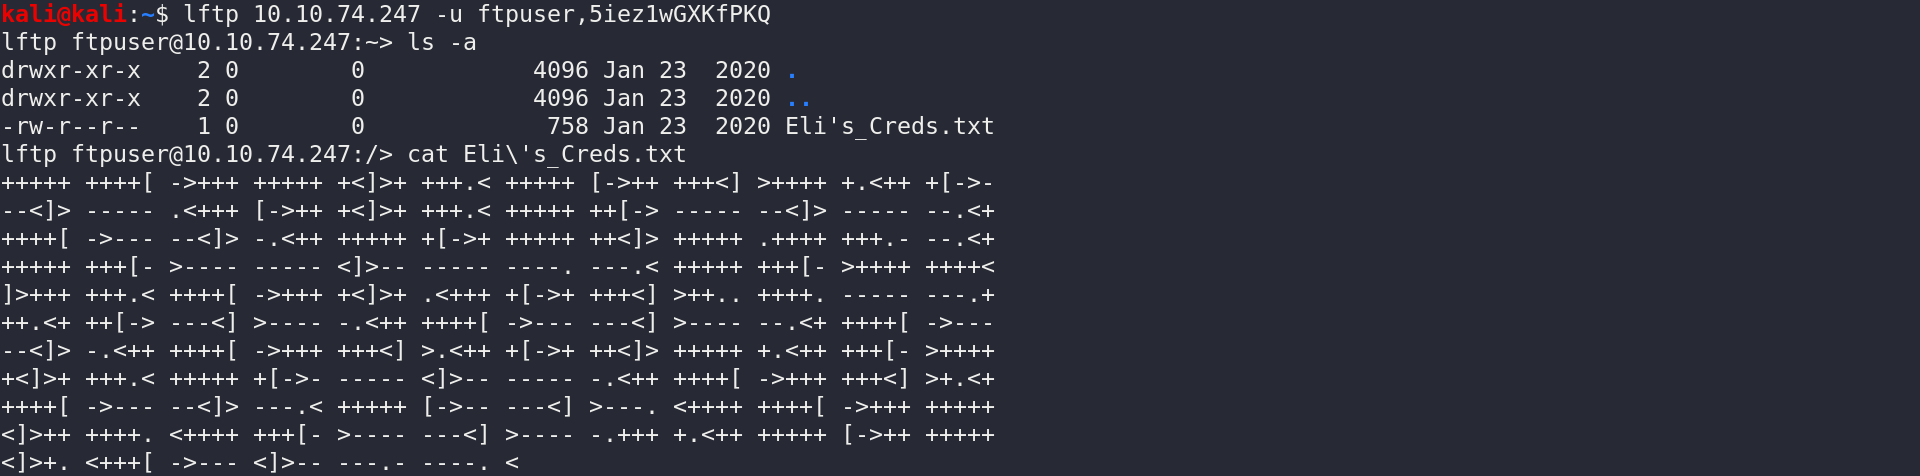 kali@kali:~$ lftp 10.10.74.247 -u ftpuser,5iez1wGXKfPKQ
lftp ftpuser@10.10.74.247:~> ls -a
drwxr-xr-x    2 0        0            4096 Jan 23  2020 .
drwxr-xr-x    2 0        0            4096 Jan 23  2020 ..
-rw-r--r--    1 0        0             758 Jan 23  2020 Eli's_Creds.txt
lftp ftpuser@10.10.74.247:/> cat Eli\'s_Creds.txt
+++++ ++++[ ->+++ +++++ +<]>+ +++.< +++++ [->++ +++<] >++++ +.<++ +[->-
--<]> ----- .<+++ [->++ +<]>+ +++.< +++++ ++[-> ----- --<]> ----- --.<+
++++[ ->--- --<]> -.<++ +++++ +[->+ +++++ ++<]> +++++ .++++ +++.- --.<+
+++++ +++[- >---- ----- <]>-- ----- ----. ---.< +++++ +++[- >++++ ++++<
]>+++ +++.< ++++[ ->+++ +<]>+ .<+++ +[->+ +++<] >++.. ++++. ----- ---.+
++.<+ ++[-> ---<] >---- -.<++ ++++[ ->--- ---<] >---- --.<+ ++++[ ->---
--<]> -.<++ ++++[ ->+++ +++<] >.<++ +[->+ ++<]> +++++ +.<++ +++[- >++++
+<]>+ +++.< +++++ +[->- ----- <]>-- ----- -.<++ ++++[ ->+++ +++<] >+.<+
++++[ ->--- --<]> ---.< +++++ [->-- ---<] >---. <++++ ++++[ ->+++ +++++
<]>++ ++++. <++++ +++[- >---- ---<] >---- -.+++ +.<++ +++++ [->++ +++++
<]>+. <+++[ ->--- <]>-- ---.- ----. <